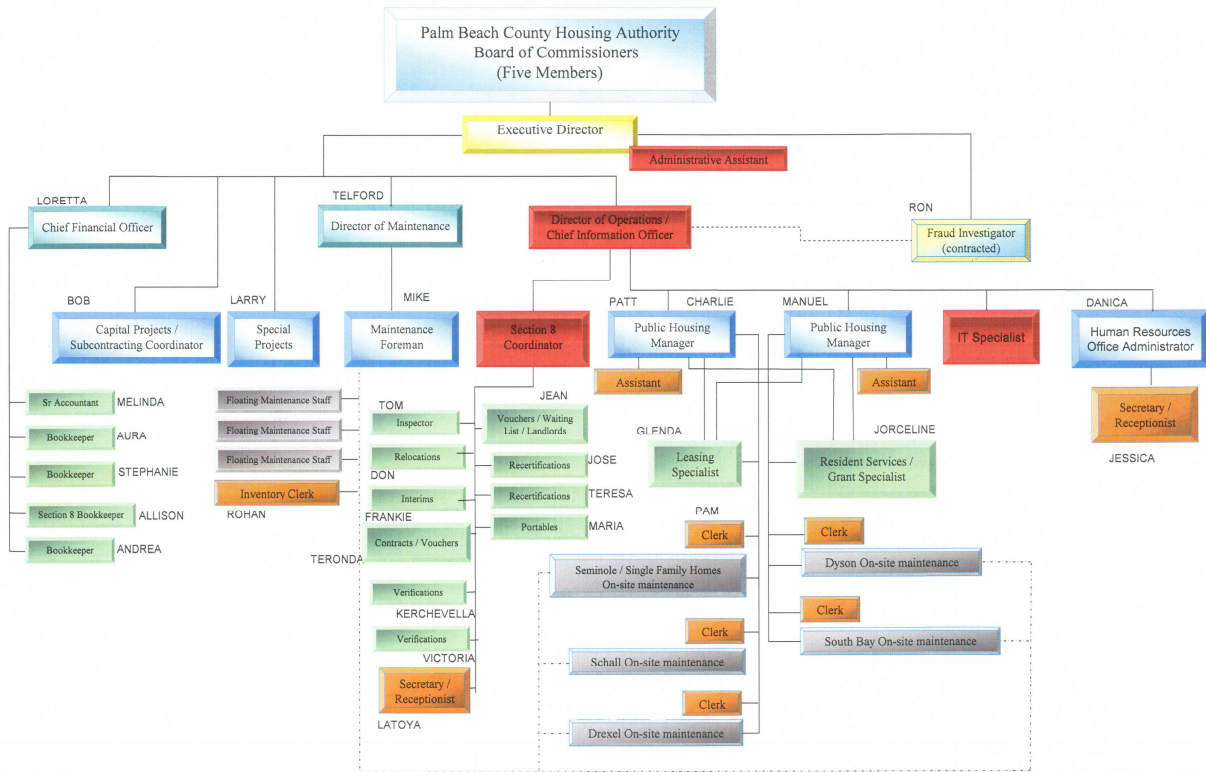 Palm Beach County Housing Authority
Board of Commissioners
(Five Members)
Executive Director
Administrative Assistant
LORETTA
Chief Financial Officer
TELFORD
Director of Maintenance
Director of Operations /
Chief Information Officer
RON
Fraud Investigator
(contracted)
BOB
Capital Projects /
Subcontracting Coordinator
LARRY
Special
Projects
MIKE
Maintenance
Foreman
Section 8
Coordinator
PATT
CHARLIE
Public Housing
Manager
Assistant
MANUEL
Public Housing
Manager
Assistant
IT Specialist
DANICA
Human Resources
Office Administrator
Secretary /
Receptionist
JESSICA
Sr Accountant
MELINDA
Bookkeeper
AURA
Bookkeeper
STEPHANIE
Section 8 Bookkeeper
ALLISON
Bookkeeper
ANDREA
Floating Maintenance Staff
Floating Maintenance Staff
Floating Maintenance Staff
Inventory Clerk
ROHAN
TOM
Inspector
Relocations
DON
Interims
FRANKIE
Contracts / Vouchers
TERONDA
Verifications
KERCHEVELLA
Verifications
VICTORIA
Secretary /
Receptionist
LATOYA
JEAN
Vouchers / Waiting
List / Landlords
Recertifications
JOSE
Recertifications
TERESA
Portables
MARIA
GLENDA
Leasing
Specialist
JORCELINE
Resident Services /
Grant Specialist
PAM
Clerk
Seminole / Single Family Homes
On-site maintenance
Clerk
Schall On-site maintenance
Clerk
Drexel On-site maintenance
Clerk
Dyson On-site maintenance
Clerk
South Bay On-site maintenance